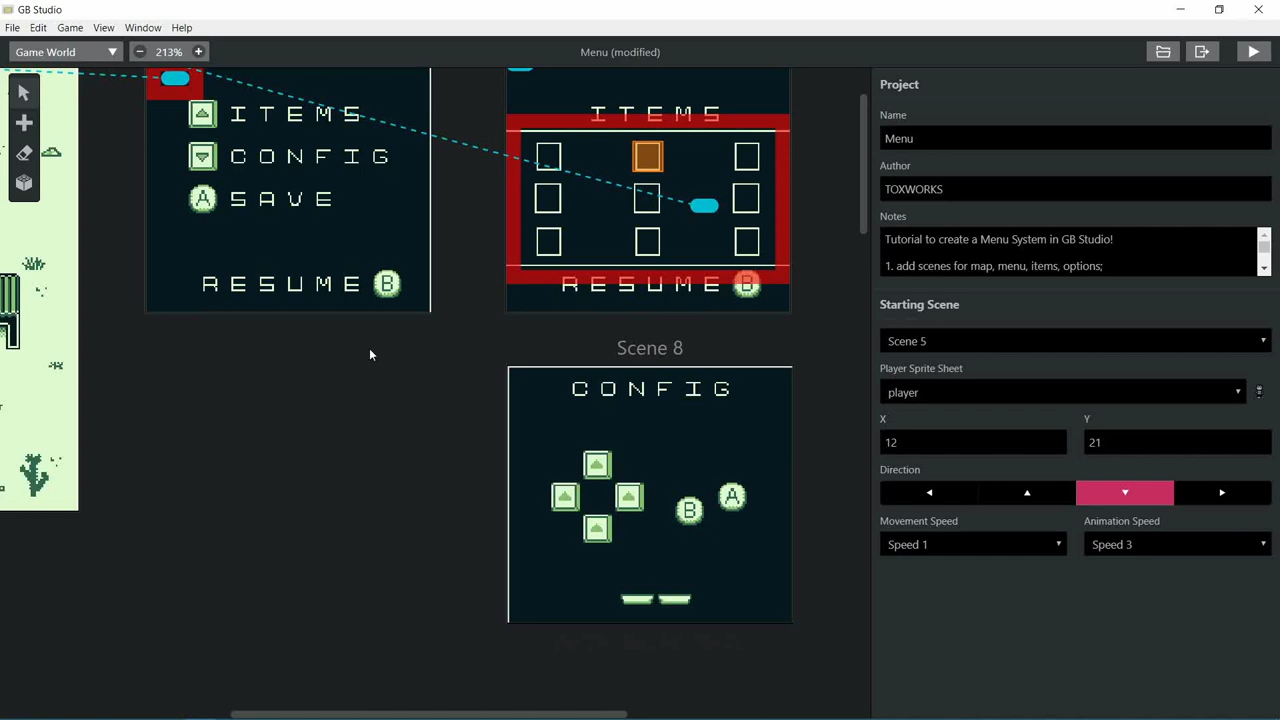 GB Studio
File Edit Game View Window Help
Game World 213% Menu (modified)
ITEMS
CONFIG
A SAVE
RESUME B
ITEMS
RESUME B
Scene 8
CONFIG
B A
Project
Name
Menu
Author
TOXWORKS
Notes
Tutorial to create a Menu System in GB Studio!
1. add scenes for map, menu, items, options;
Starting Scene
Scene 5
Player Sprite Sheet
player
X Y
12 21
Direction
Movement Speed Animation Speed
Speed 1 Speed 3